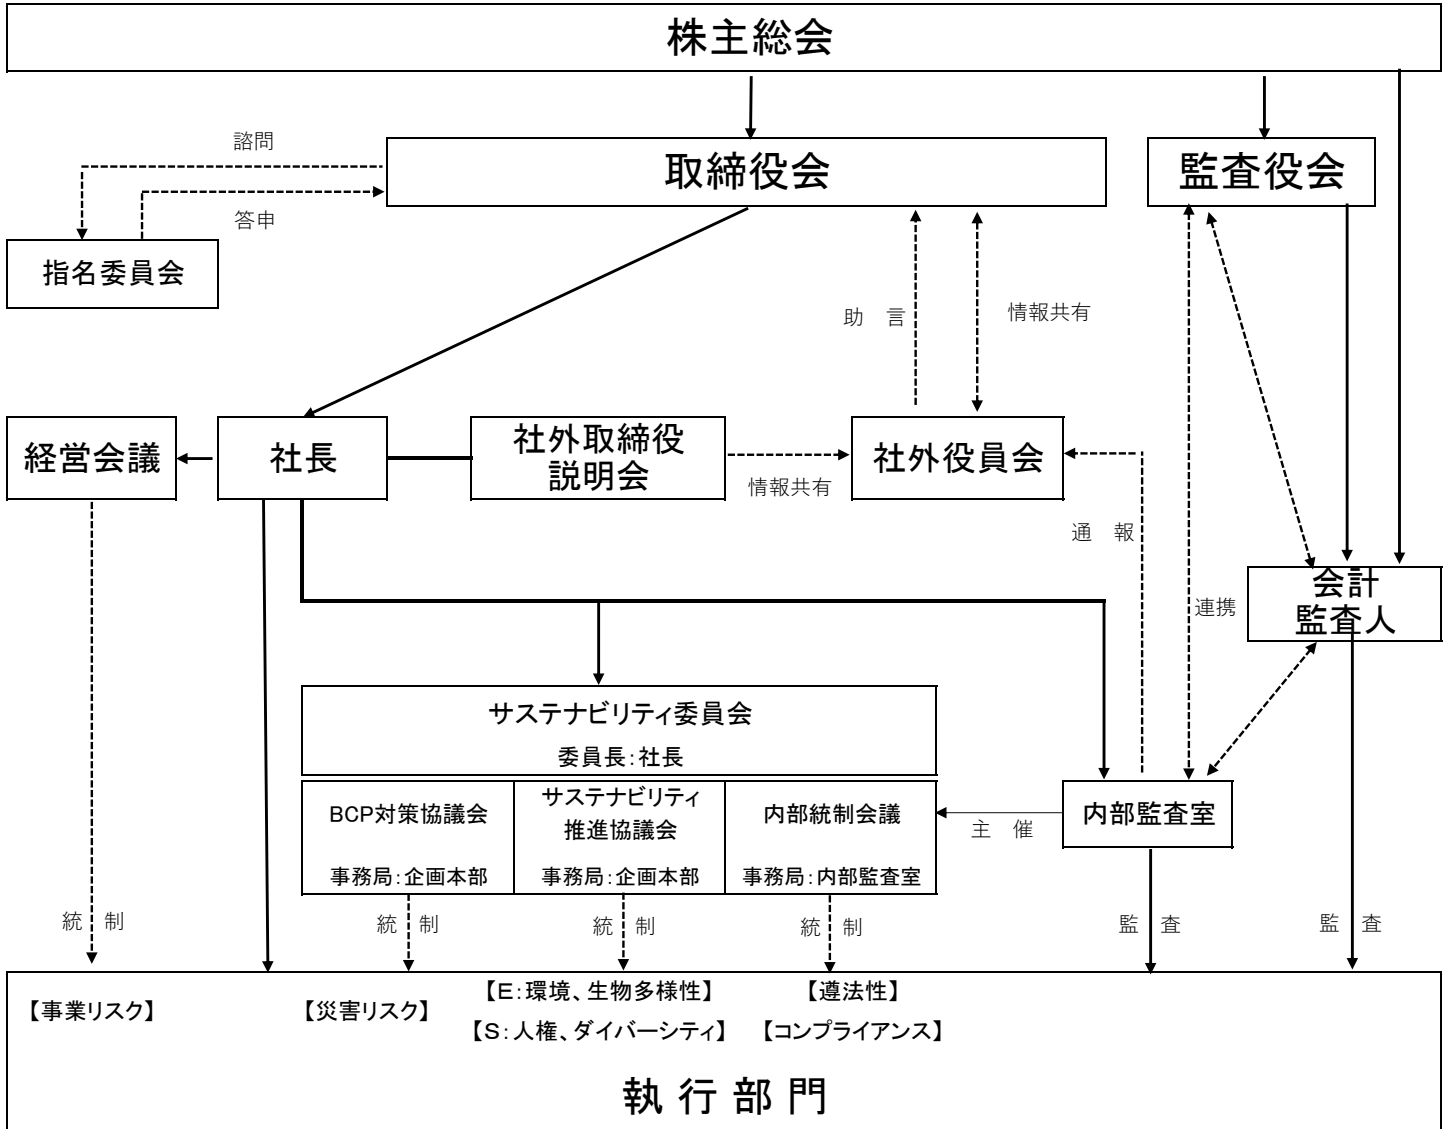 株主総会
諮問
取締役会
監査役会
答申
指名委員会
助　言
情報共有
経営会議
社長
社外取締役
説明会
社外役員会
情報共有
通　報
会計
監査人
連携
サステナビリティ委員会
委員長：社長
BCP対策協議会
事務局：企画本部
サステナビリティ
推進協議会
事務局：企画本部
内部統制会議
事務局：内部監査室
主　催
内部監査室
統　制
統　制
統　制
統　制
監　査
監　査
【事業リスク】
【災害リスク】
【E：環境、生物多様性】
【S：人権、ダイバーシティ】
【遵法性】
【コンプライアンス】
執 行 部 門